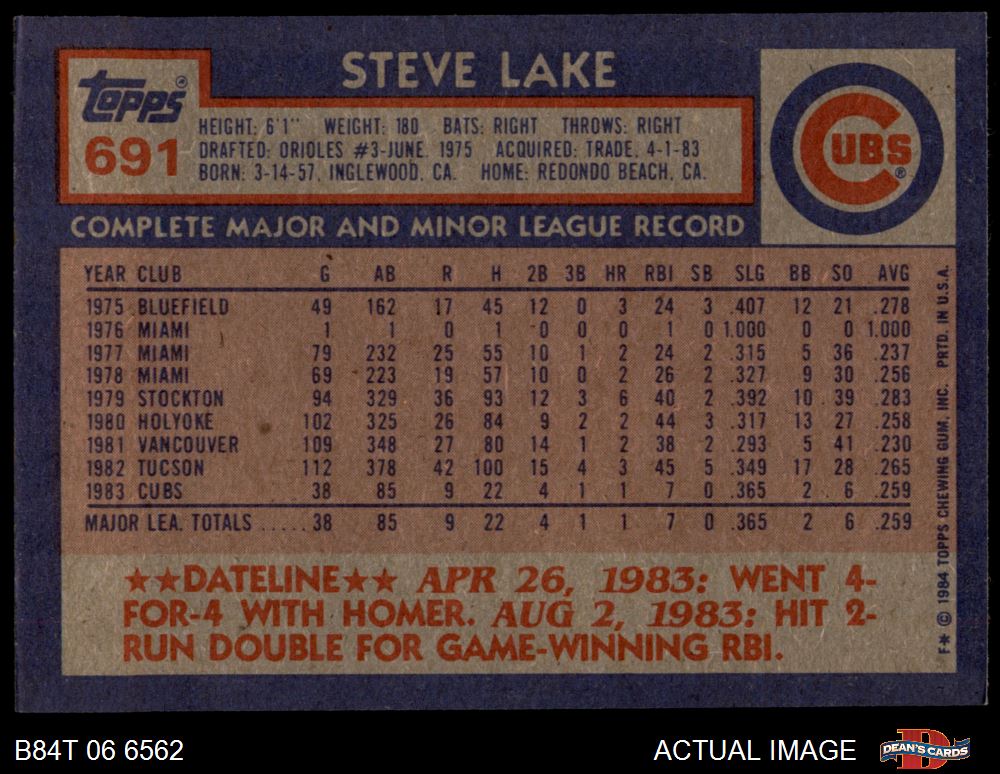 STEVE LAKE
topps®
691
HEIGHT: 6'1" WEIGHT: 180 BATS: RIGHT THROWS: RIGHT
DRAFTED: ORIOLES #3-JUNE, 1975 ACQUIRED: TRADE, 4-1-83
BORN: 3-14-57, INGLEWOOD, CA. HOME: REDONDO BEACH, CA.
CUBS®
COMPLETE MAJOR AND MINOR LEAGUE RECORD
YEAR CLUB G AB R H 2B 3B HR RBI SB SLG BB SO AVG
1975 BLUEFIELD 49 162 17 45 12 0 3 24 3 .407 12 21 .278
1976 MIAMI 1 1 0 1 0 0 0 1 0 1.000 0 0 1.000
1977 MIAMI 79 232 25 55 10 1 2 24 2 .315 5 36 .237
1978 MIAMI 69 223 19 57 10 0 2 26 2 .327 9 30 .256
1979 STOCKTON 94 329 36 93 12 3 6 40 2 .392 10 39 .283
1980 HOLYOKE 102 325 26 84 9 2 2 44 3 .317 13 27 .258
1981 VANCOUVER 109 348 27 80 14 1 2 38 2 .293 5 41 .230
1982 TUCSON 112 378 42 100 15 4 3 45 5 .349 17 28 .265
1983 CUBS 38 85 9 22 4 1 1 7 0 .365 2 6 .259
MAJOR LEA. TOTALS ..... 38 85 9 22 4 1 1 7 0 .365 2 6 .259
★★DATELINE★★ APR 26, 1983: WENT 4-
FOR-4 WITH HOMER. AUG 2, 1983: HIT 2-
RUN DOUBLE FOR GAME-WINNING RBI.
F* © 1984 TOPPS CHEWING GUM, INC. PRTD. IN U.S.A.
B84T 06 6562
ACTUAL IMAGE
DEAN'S CARDS